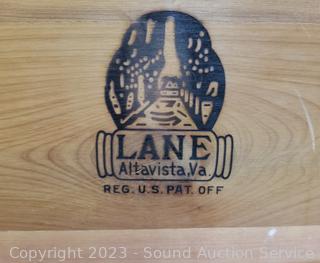 LANE
Altavista, Va.
REG. U.S. PAT. OFF
Copyright 2023 - Sound Auction Service